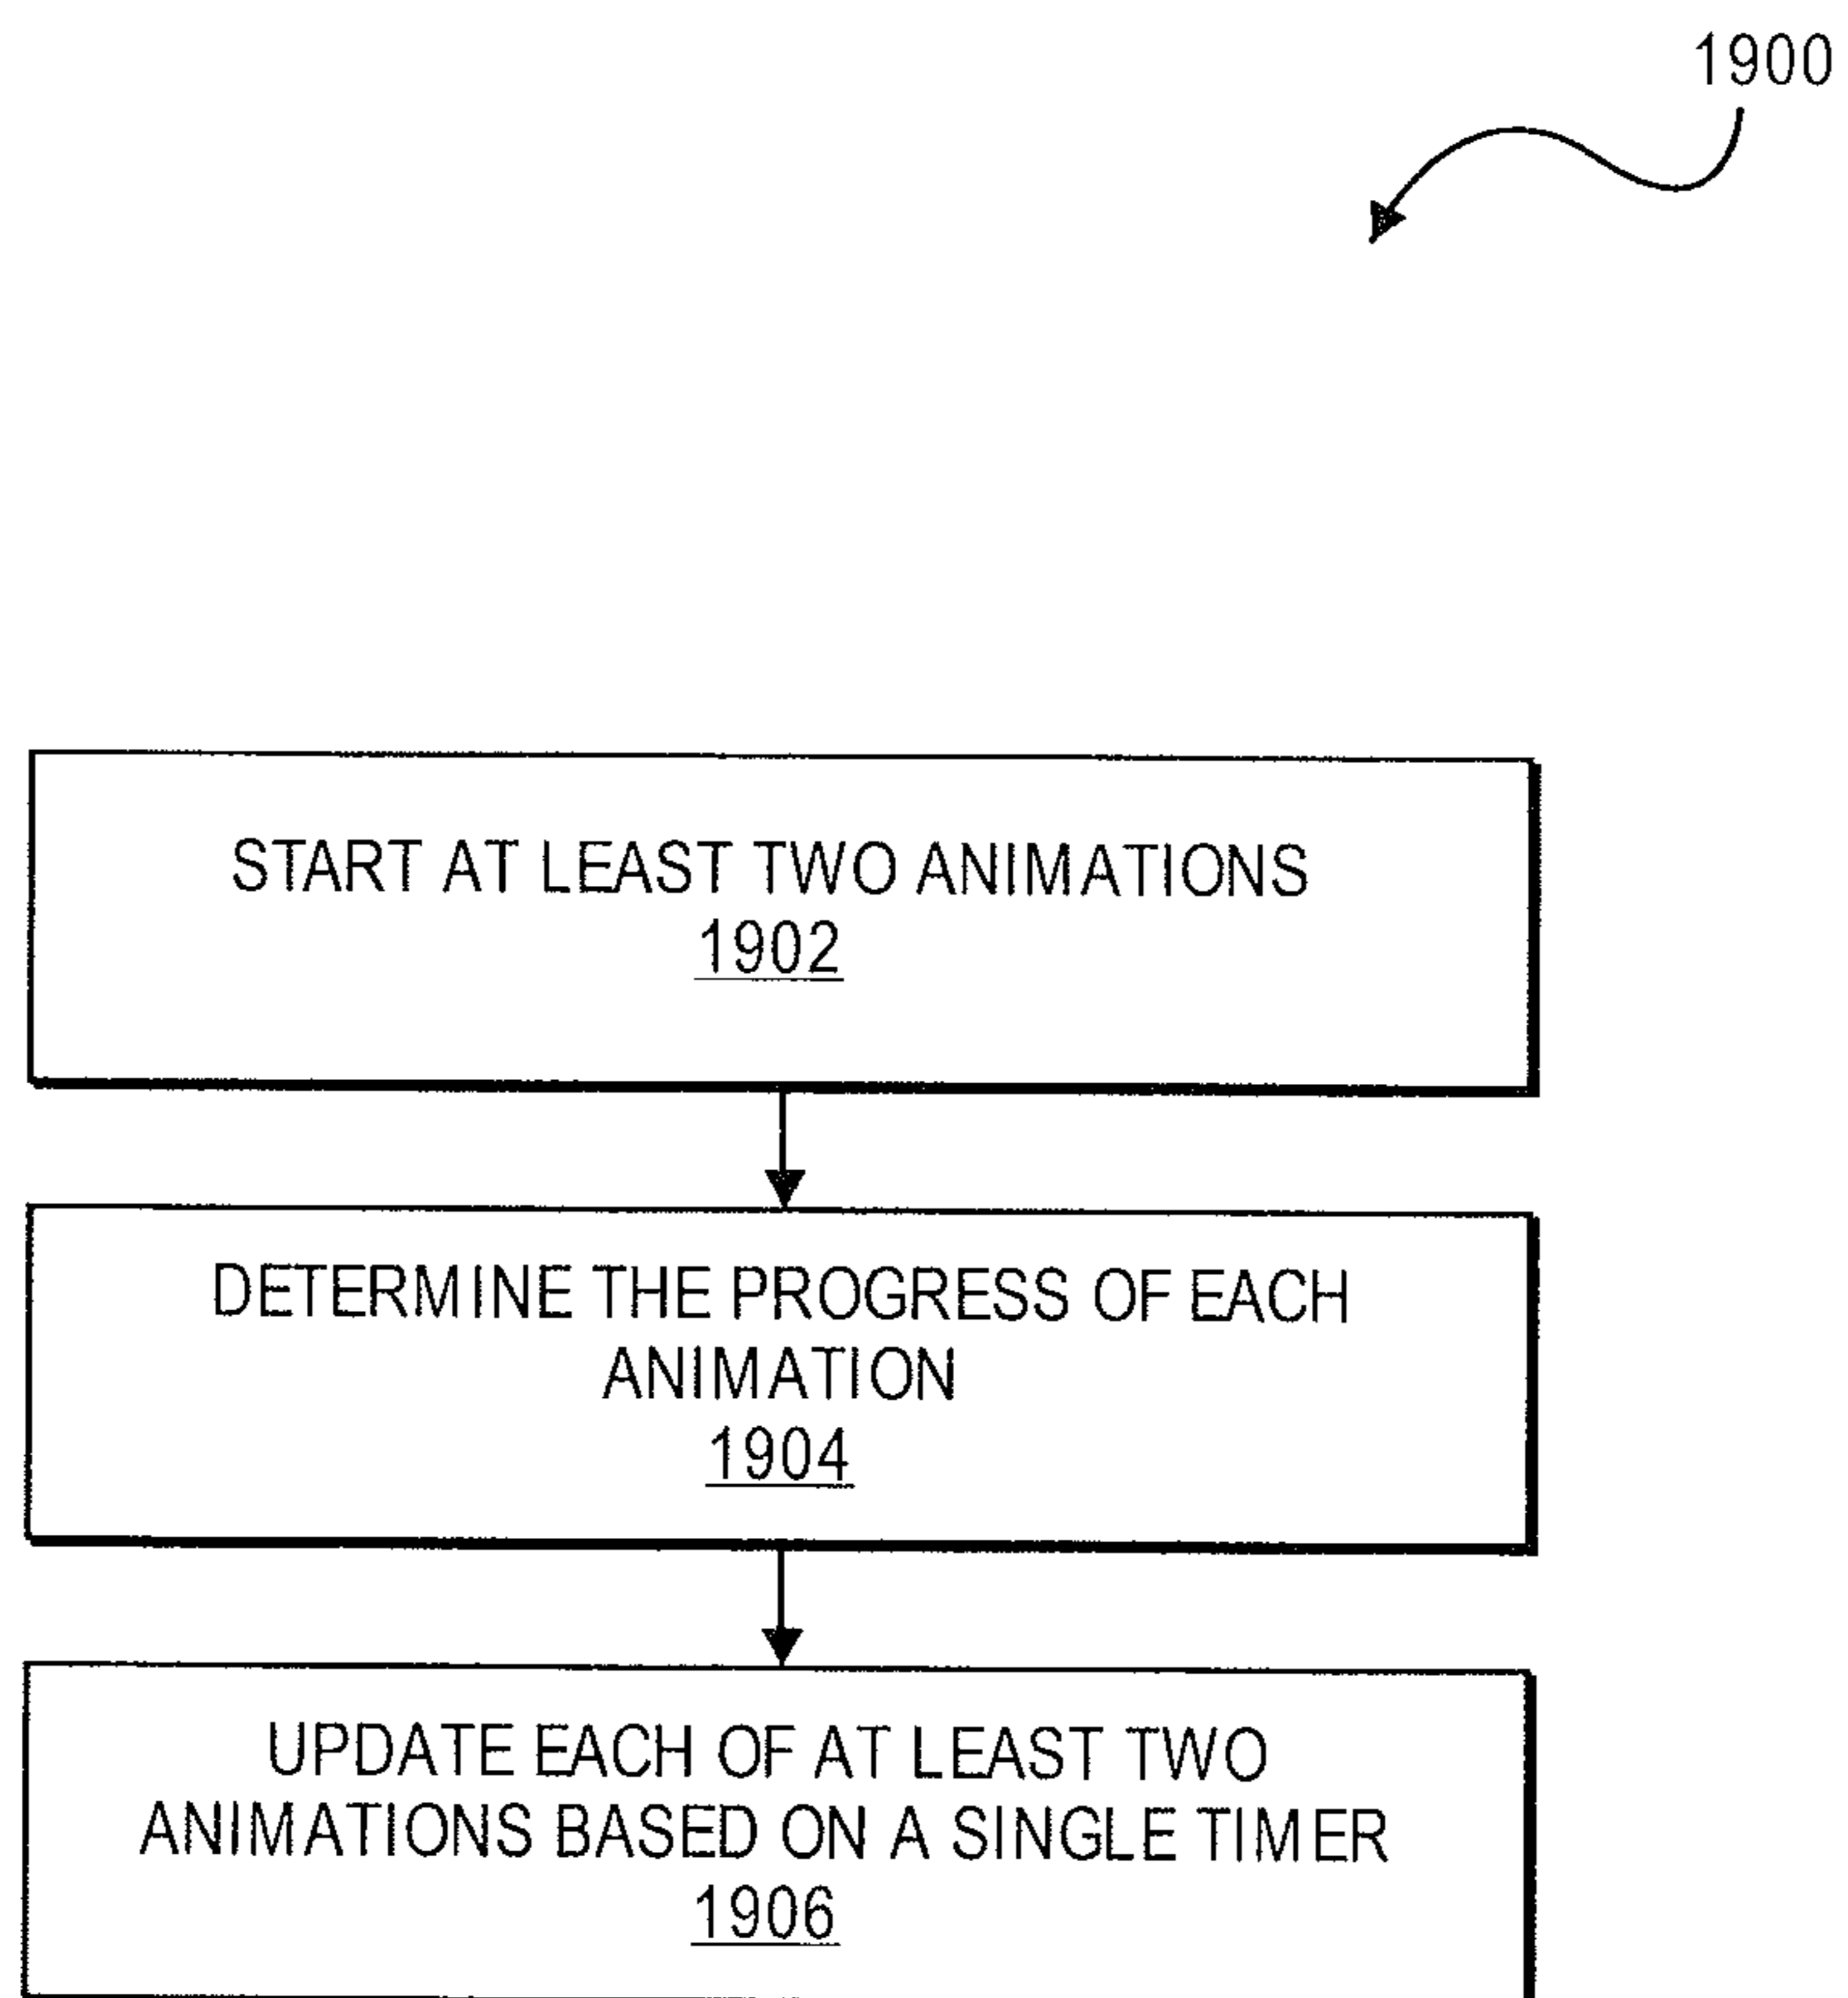 1900
START AT LEAST TWO ANIMATIONS
1902
DETERMINE THE PROGRESS OF EACH
ANIMATION
1904
UPDATE EACH OF AT LEAST TWO
ANIMATIONS BASED ON A SINGLE TIMER
1906